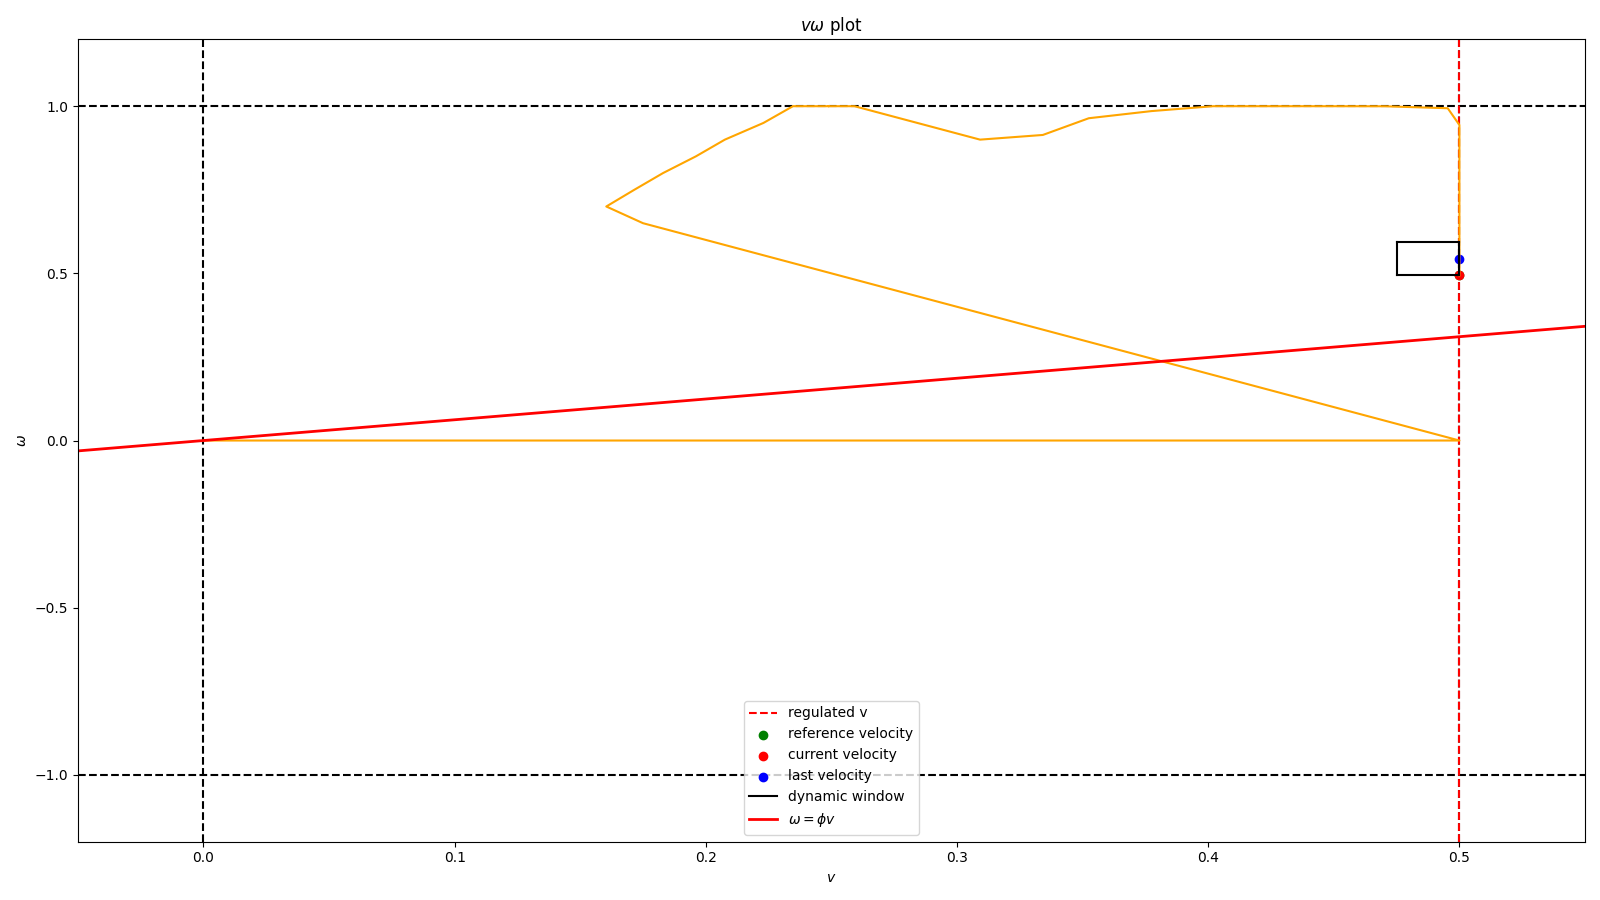 vω plot
1.0
0.5
0.0
−0.5
−1.0
ω
0.0
0.1
0.2
0.3
0.4
0.5
v
regulated v
reference velocity
current velocity
last velocity
dynamic window
ω = ϕv